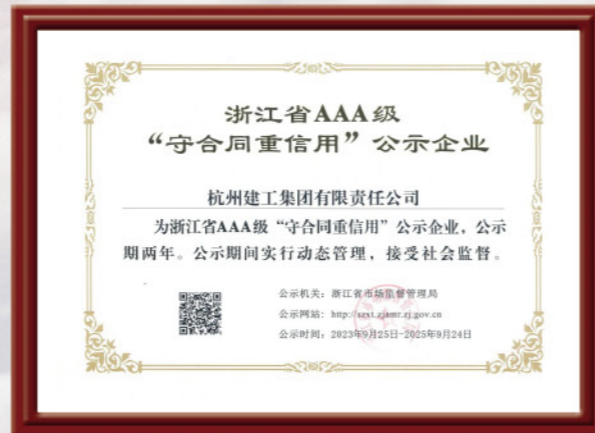 浙江省AAA级
“守合同重信用”公示企业
杭州建工集团有限责任公司
为浙江省AAA级“守合同重信用”公示企业,公示
期两年。公示期间实行动态管理,接受社会监督。
公示机关:浙江省市场监督管理局
公示网站:http://szxt.zjamr.zj.gov.cn
公示时间:2023年9月25日-2025年9月24日